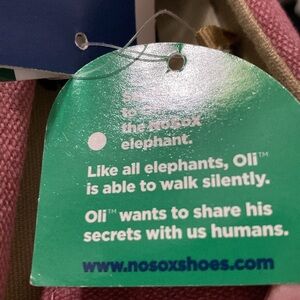 to
the Nosox
elephant.
Like all elephants, Oli™
is able to walk silently.
Oli™ wants to share his
secrets with us humans.
www.nosoxshoes.com